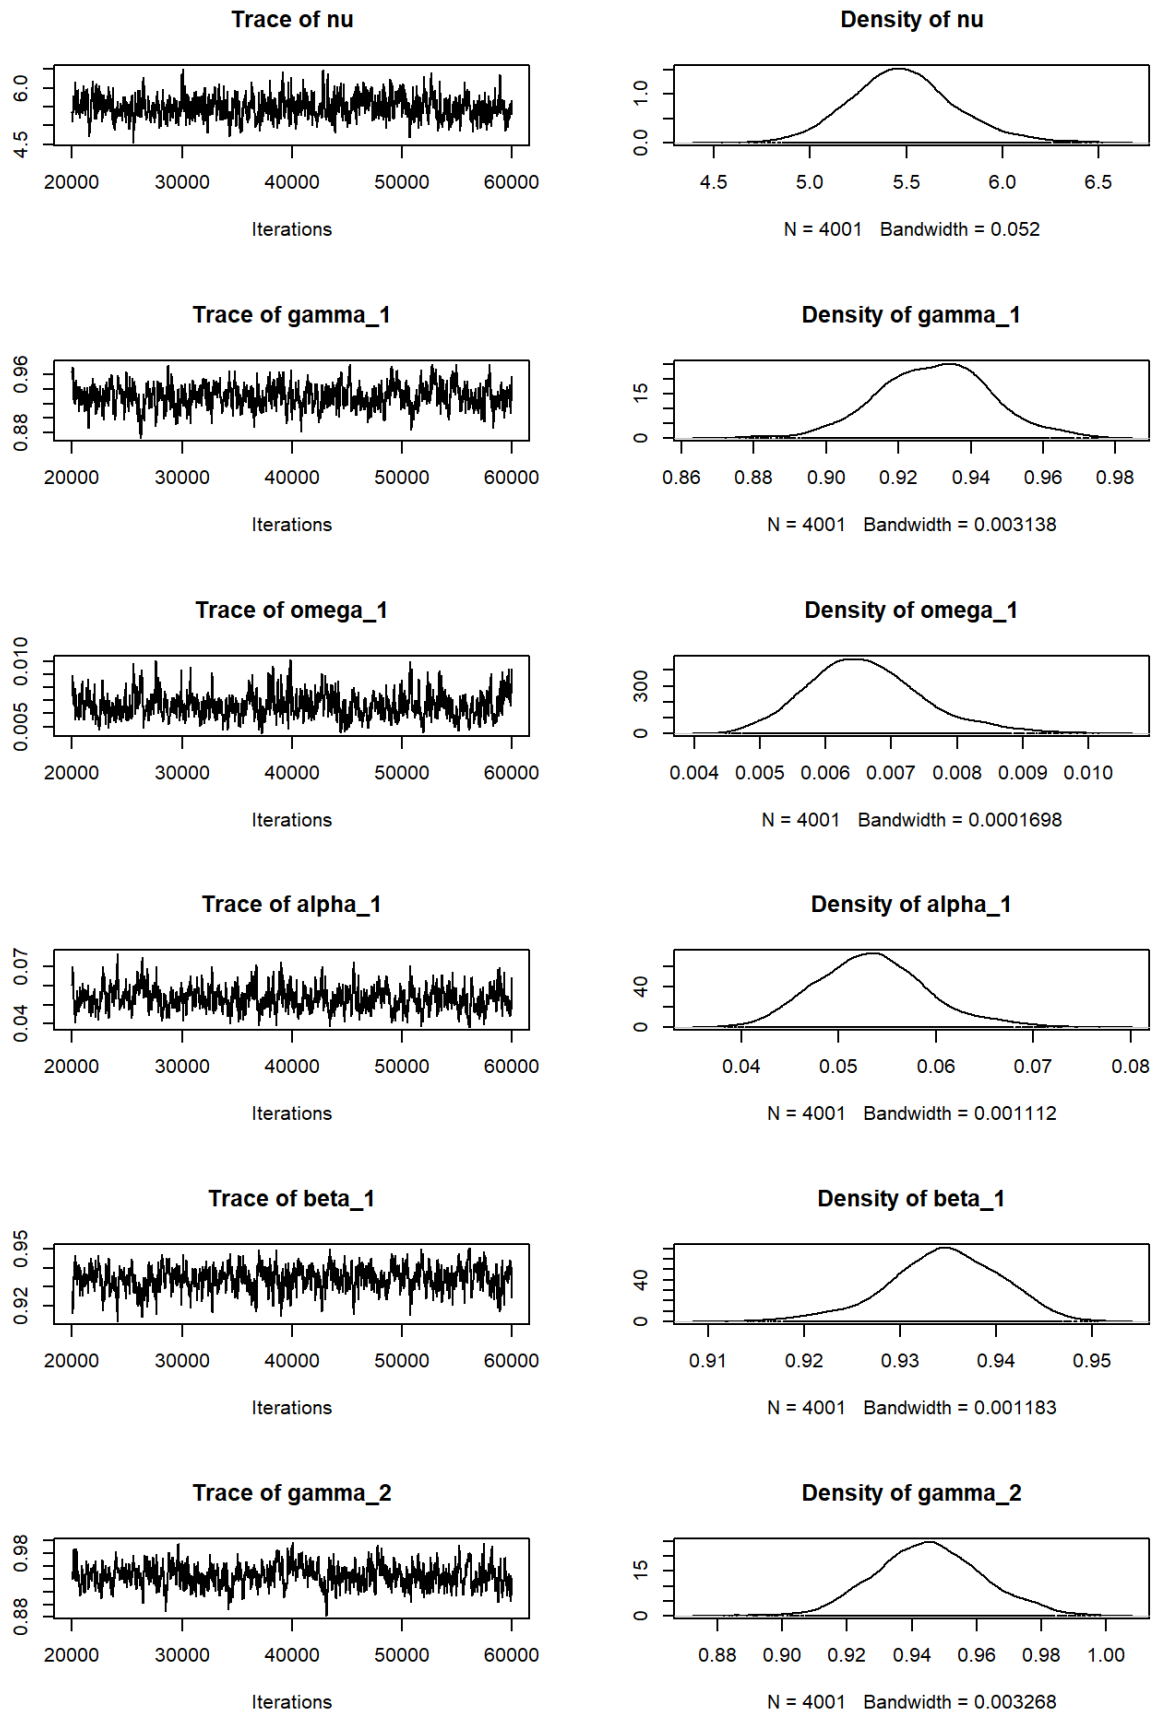 Trace of nu
Density of nu
4.5 6.0
0.0 1.0
20000 30000 40000 50000 60000
4.5 5.0 5.5 6.0 6.5
Iterations
N = 4001 Bandwidth = 0.052
Trace of gamma_1
Density of gamma_1
0.88 0.96
0 15
20000 30000 40000 50000 60000
0.86 0.88 0.90 0.92 0.94 0.96 0.98
Iterations
N = 4001 Bandwidth = 0.003138
Trace of omega_1
Density of omega_1
0.005 0.010
0 300
20000 30000 40000 50000 60000
0.004 0.005 0.006 0.007 0.008 0.009 0.010
Iterations
N = 4001 Bandwidth = 0.0001698
Trace of alpha_1
Density of alpha_1
0.04 0.07
0 40
20000 30000 40000 50000 60000
0.04 0.05 0.06 0.07 0.08
Iterations
N = 4001 Bandwidth = 0.001112
Trace of beta_1
Density of beta_1
0.92 0.95
0 40
20000 30000 40000 50000 60000
0.91 0.92 0.93 0.94 0.95
Iterations
N = 4001 Bandwidth = 0.001183
Trace of gamma_2
Density of gamma_2
0.88 0.98
0 15
20000 30000 40000 50000 60000
0.88 0.90 0.92 0.94 0.96 0.98 1.00
Iterations
N = 4001 Bandwidth = 0.003268